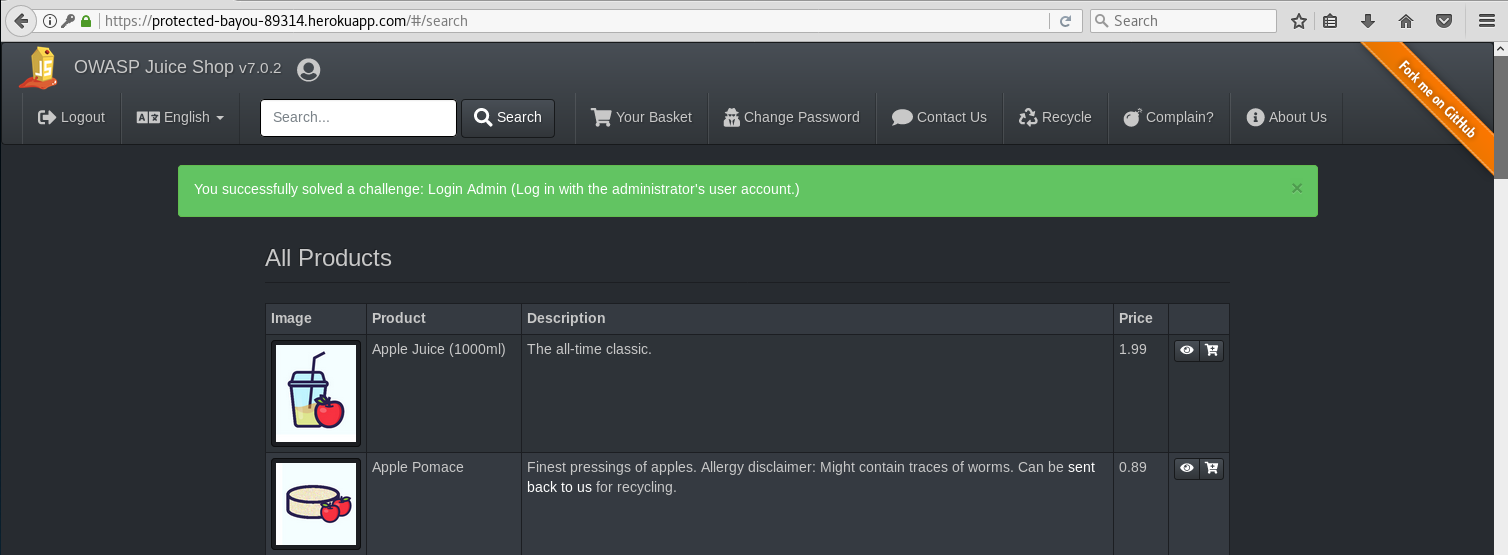 https://protected-bayou-89314.herokuapp.com/#/search
Search
JS
OWASP Juice Shop v7.0.2
Fork me on GitHub
Logout
English
Search...
Search
Your Basket
Change Password
Contact Us
Recycle
Complain?
About Us
You successfully solved a challenge: Login Admin (Log in with the administrator's user account.)
×
All Products
Image Product Description Price
Apple Juice (1000ml) The all-time classic. 1.99
Apple Pomace Finest pressings of apples. Allergy disclaimer: Might contain traces of worms. Can be sent 0.89
back to us for recycling.